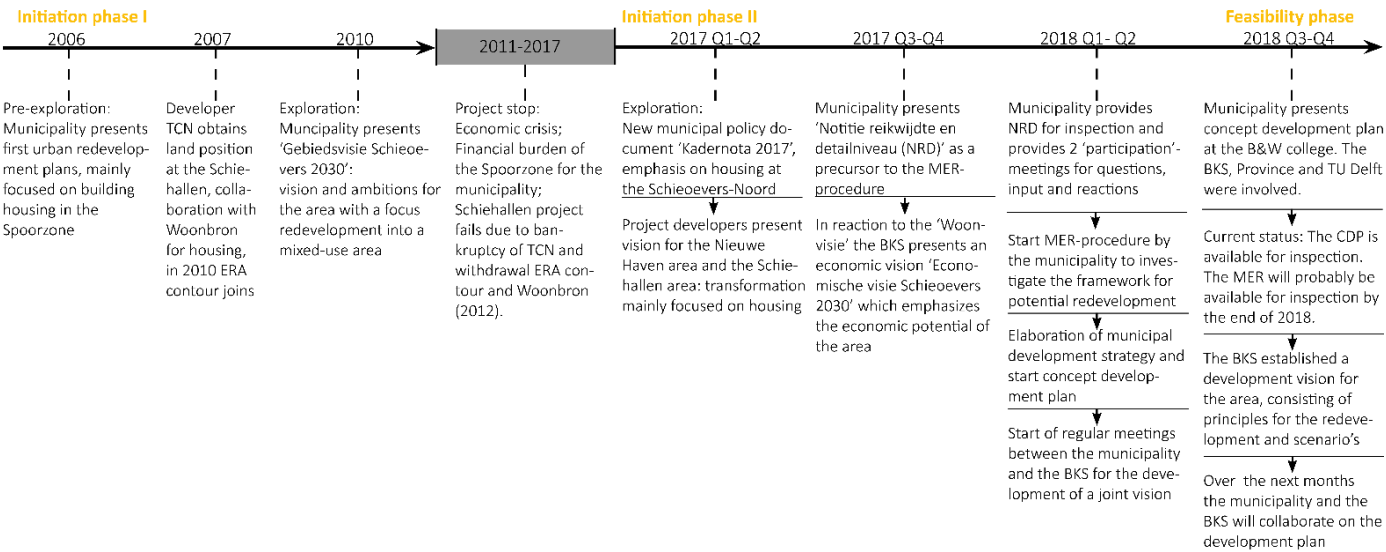 Initiation phase I
2006
Pre-exploration:
Municipality presents
first urban redevelop-
ment plans, mainly
focused on building
housing in the
Spoorzone
2007
Developer
TCN obtains
land position
at the Schie-
hallen, colla-
boration with
Woonbron
for housing,
in 2010 ERA
contour joins
2010
Exploration:
Muncipality presents
‘Gebiedsvisie Schieoe-
vers 2030’:
vision and ambitions for
the area with a focus
redevelopment into a
mixed-use area
2011-2017
Project stop:
Economic crisis;
Financial burden of
the Spoorzone for the
municipality;
Schiehallen project
fails due to ban-
kruptcy of TCN and
withdrawal ERA con-
tour and Woonbron
(2012).
Initiation phase II
2017 Q1-Q2
Exploration:
New municipal policy do-
cument ‘Kadernota 2017’,
emphasis on housing at
the Schieoevers-Noord
Project developers present
vision for the Nieuwe
Haven area and the Schie-
hallen area: transformation
mainly focused on housing
2017 Q3-Q4
Municipality presents
‘Notitie reikwijdte en
detailniveau (NRD)’ as a
precursor to the MER-
procedure
In reaction to the ‘Woon-
visie’ the BKS presents an
economic vision ‘Econo-
mische visie Schieoevers
2030’ which emphasizes
the economic potential of
the area
2018 Q1- Q2
Municipality provides
NRD for inspection and
provides 2 ‘participation’-
meetings for questions,
input and reactions
Start MER-procedure by
the municipality to inves-
tigate the framework for
potential redevelopment
Elaboration of municipal
development strategy and
start concept develop-
ment plan
Start of regular meetings
between the municipality
and the BKS for the deve-
lopment of a joint vision
Feasibility phase
2018 Q3-Q4
Municipality presents
concept development plan
at the B&W college. The
BKS, Province and TU Delft
were involved.
Current status: The CDP is
available for inspection.
The MER will probably be
available for inspection by
the end of 2018.
The BKS established a
development vision for
the area, consisting of
principles for the redeve-
lopment and scenario’s
Over the next months
the municipality and the
BKS will collaborate on the
development plan